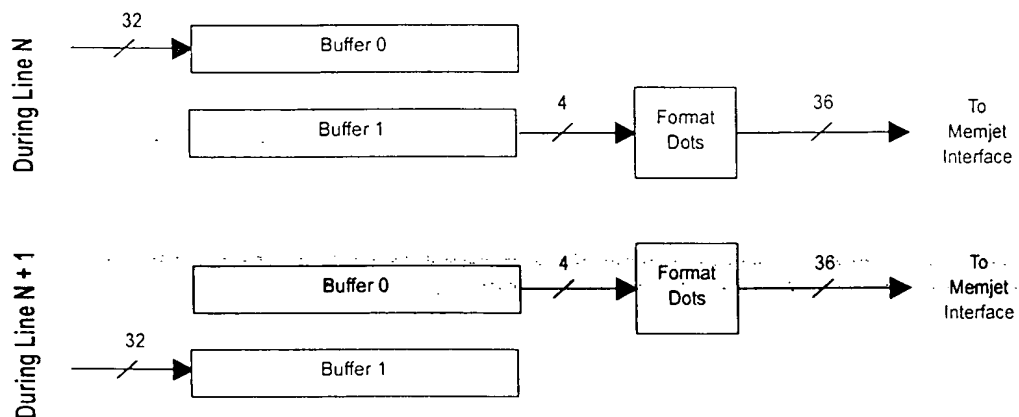 During Line N
32
Buffer 0
Buffer 1
4
Format
Dots
36
To
Memjet
Interface
During Line N + 1
Buffer 0
4
Format
Dots
36
To
Memjet
Interface
32
Buffer 1